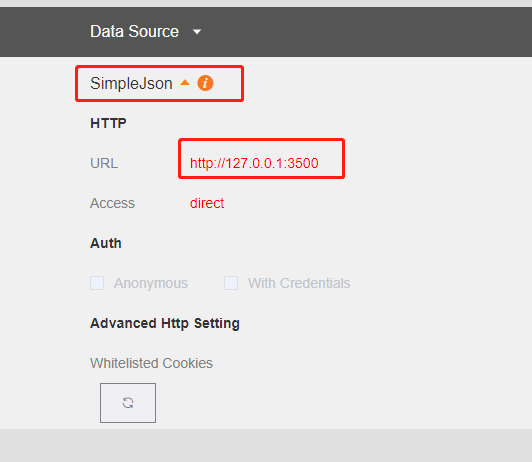 Data Source
SimpleJson
HTTP
URL http://127.0.0.1:3500
Access direct
Auth
Anonymous With Credentials
Advanced Http Setting
Whitelisted Cookies